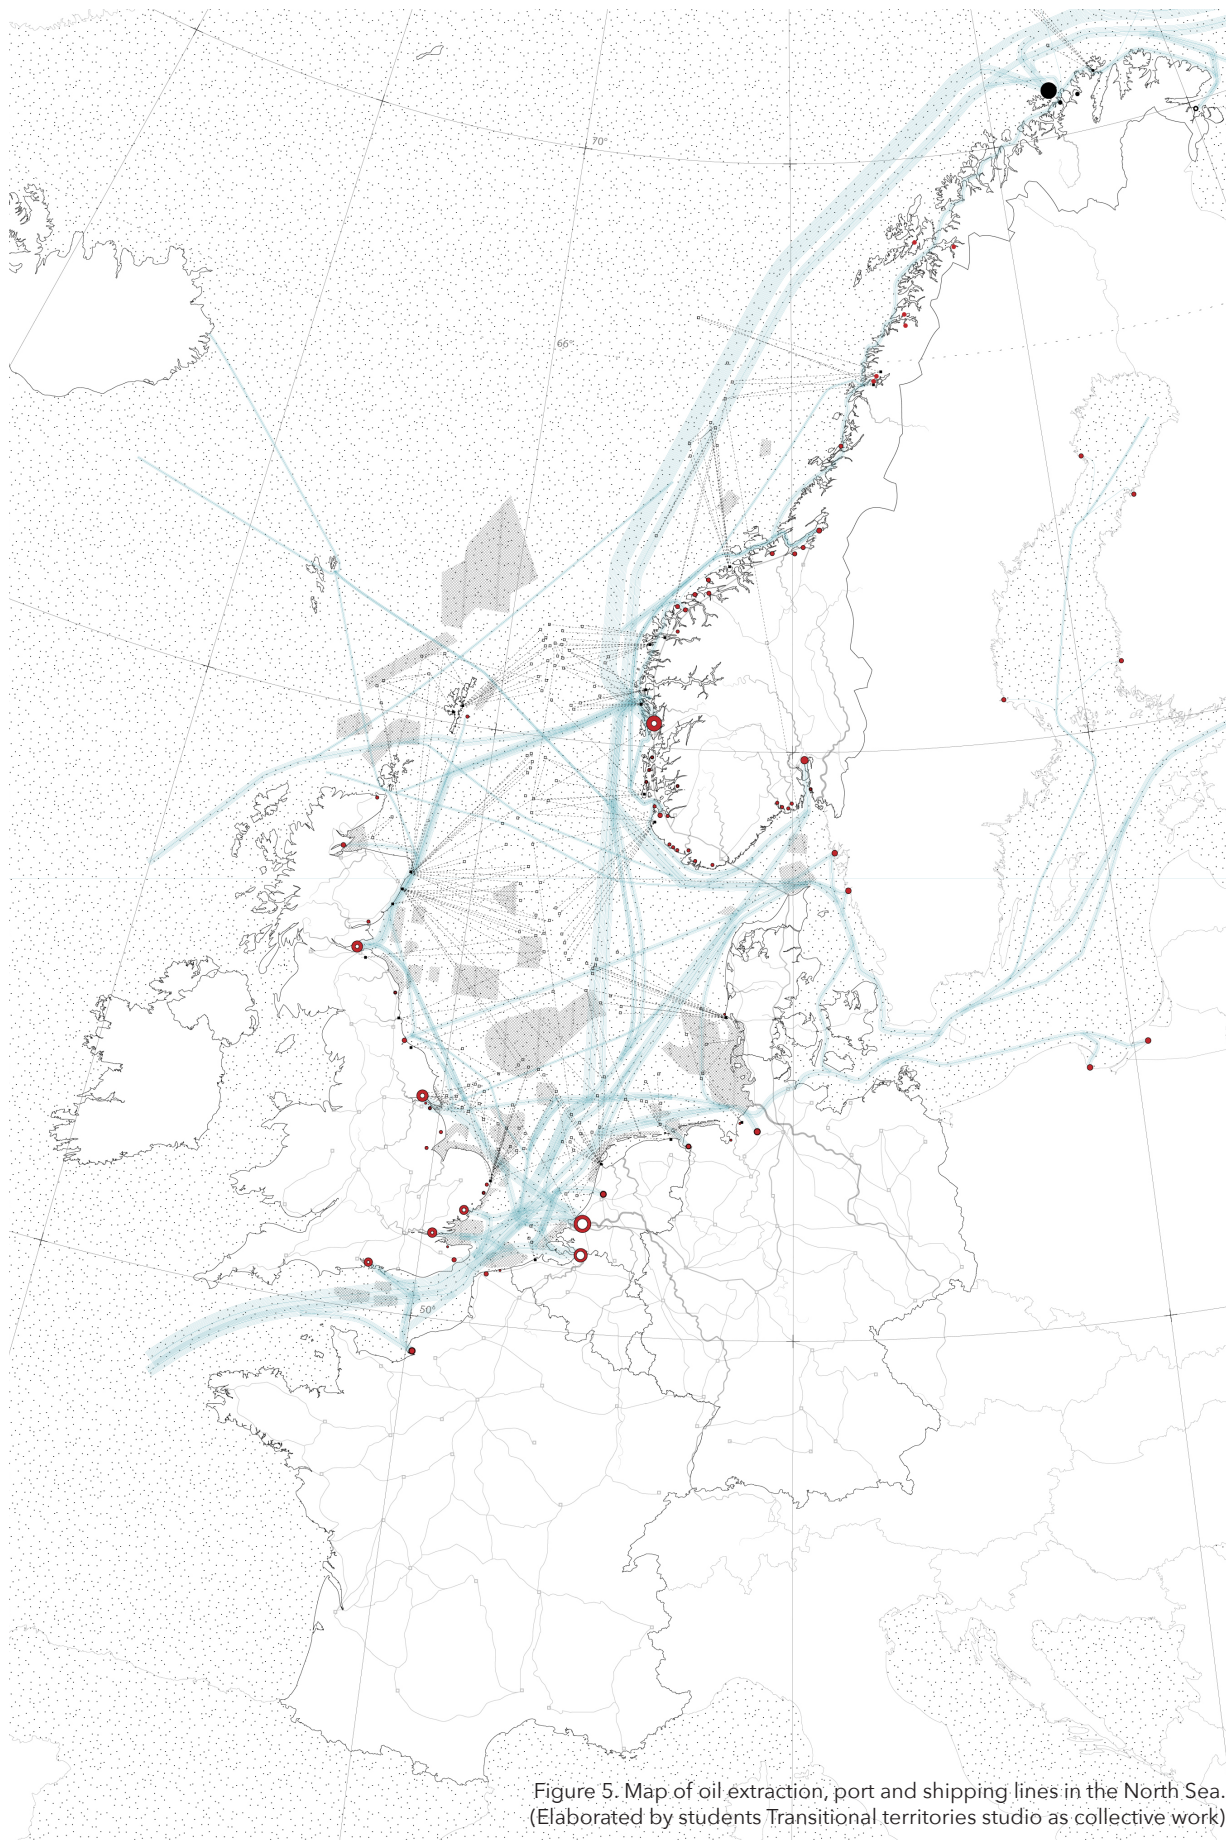 70°
66°
50°
Figure 5. Map of oil extraction, port and shipping lines in the North Sea.
(Elaborated by students Transitional territories studio as collective work)